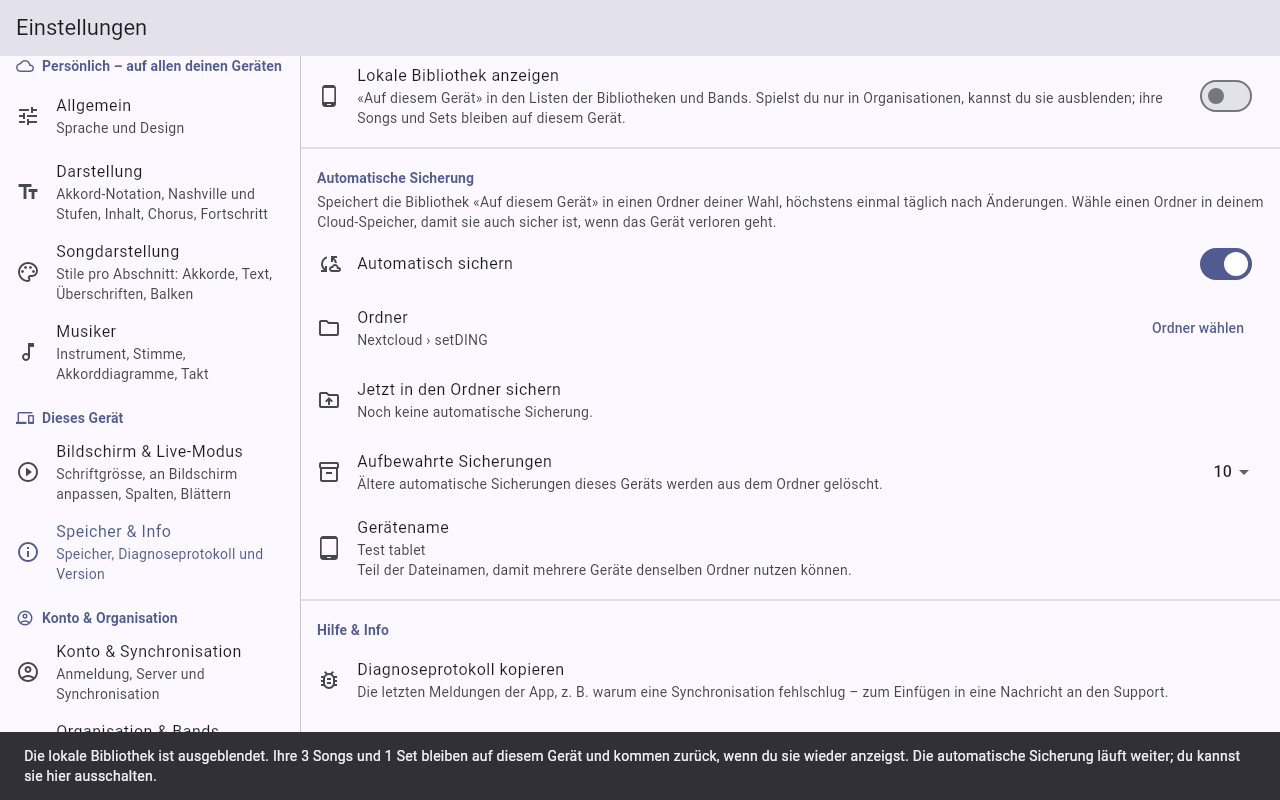 Einstellungen
Persönlich – auf allen deinen Geräten
Allgemein
Sprache und Design
Darstellung
Akkord-Notation, Nashville und
Stufen, Inhalt, Chorus, Fortschritt
Songdarstellung
Stile pro Abschnitt: Akkorde, Text,
Überschriften, Balken
Musiker
Instrument, Stimme,
Akkorddiagramme, Takt
Dieses Gerät
Bildschirm & Live-Modus
Schriftgrösse, an Bildschirm
anpassen, Spalten, Blättern
Speicher & Info
Speicher, Diagnoseprotokoll und
Version
Konto & Organisation
Konto & Synchronisation
Anmeldung, Server und
Synchronisation
Organisation & Bands
Lokale Bibliothek anzeigen
«Auf diesem Gerät» in den Listen der Bibliotheken und Bands. Spielst du nur in Organisationen, kannst du sie ausblenden; ihre
Songs und Sets bleiben auf diesem Gerät.
Automatische Sicherung
Speichert die Bibliothek «Auf diesem Gerät» in einen Ordner deiner Wahl, höchstens einmal täglich nach Änderungen. Wähle einen Ordner in deinem
Cloud-Speicher, damit sie auch sicher ist, wenn das Gerät verloren geht.
Automatisch sichern
Ordner
Nextcloud › setDING
Ordner wählen
Jetzt in den Ordner sichern
Noch keine automatische Sicherung.
Aufbewahrte Sicherungen
Ältere automatische Sicherungen dieses Geräts werden aus dem Ordner gelöscht.
10
Gerätename
Test tablet
Teil der Dateinamen, damit mehrere Geräte denselben Ordner nutzen können.
Hilfe & Info
Diagnoseprotokoll kopieren
Die letzten Meldungen der App, z. B. warum eine Synchronisation fehlschlug – zum Einfügen in eine Nachricht an den Support.
Die lokale Bibliothek ist ausgeblendet. Ihre 3 Songs und 1 Set bleiben auf diesem Gerät und kommen zurück, wenn du sie wieder anzeigst. Die automatische Sicherung läuft weiter; du kannst
sie hier ausschalten.